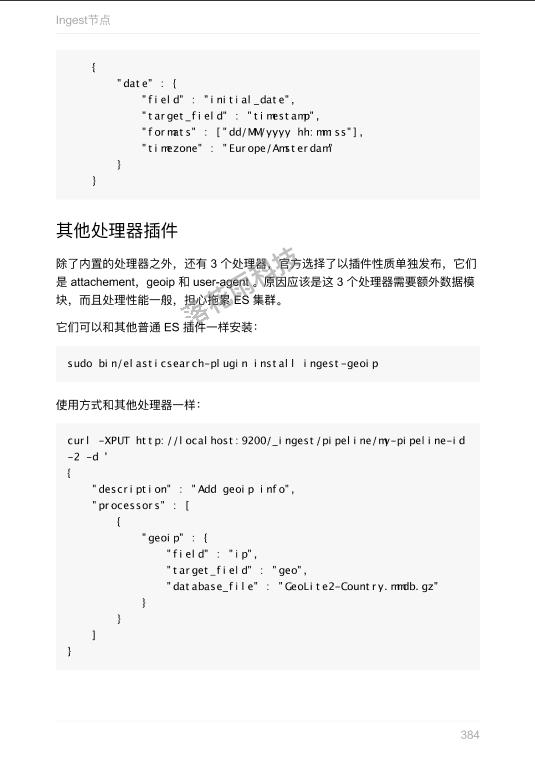 Ingest节点
{
"date" : {
"field" : "initial_date",
"target_field" : "timestamp",
"formats" : ["dd/MM/yyyy hh:mm:ss"],
"timezone" : "Europe/Amsterdam"
}
}
其他处理器插件
除了内置的处理器之外，还有 3 个处理器，官方选择了以插件性质单独发布，它们
是 attachement，geoip 和 user-agent 。原因应该是这 3 个处理器需要额外数据模
块，而且处理性能一般，担心拖累 ES 集群。
它们可以和其他普通 ES 插件一样安装：
sudo bin/elasticsearch-plugin install ingest-geoip
使用方式和其他处理器一样：
curl -XPUT http://localhost:9200/_ingest/pipeline/my-pipeline-id
-2 -d '
{
"description" : "Add geoip info",
"processors" : [
{
"geoip" : {
"field" : "ip",
"target_field" : "geo",
"database_file" : "GeoLite2-Country.mmdb.gz"
}
}
]
}
落花雨科技
384